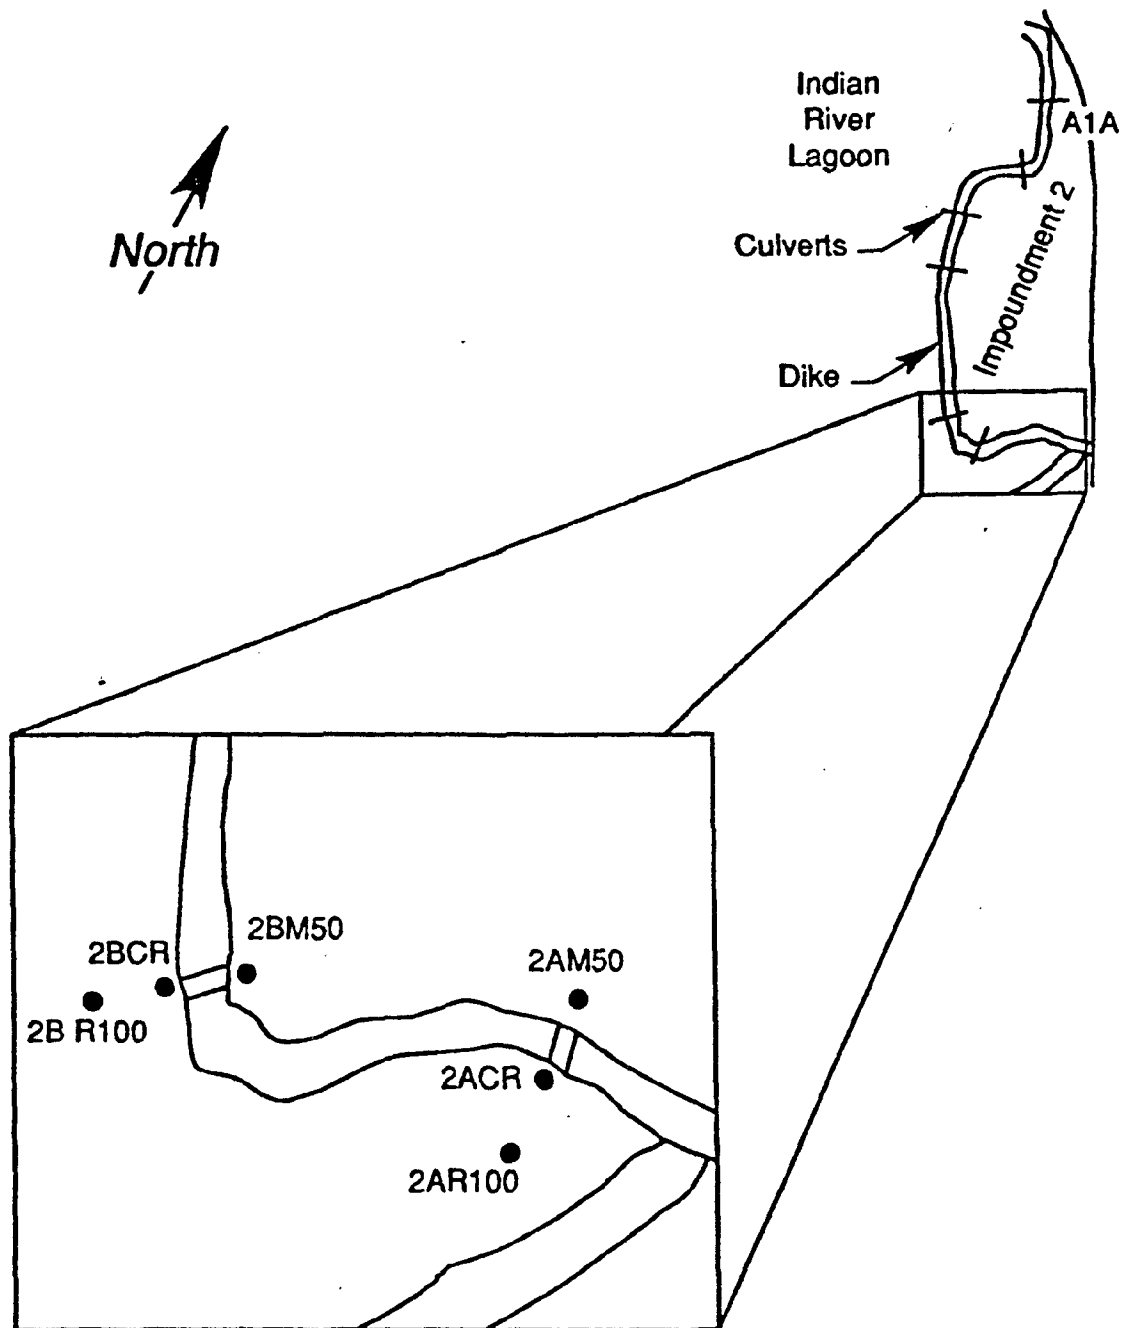 Indian
River
Lagoon
A1A
North
Culverts
Impoundment 2
Dike
2BM50
2BCR
2AM50
2B R100
2ACR
2AR100